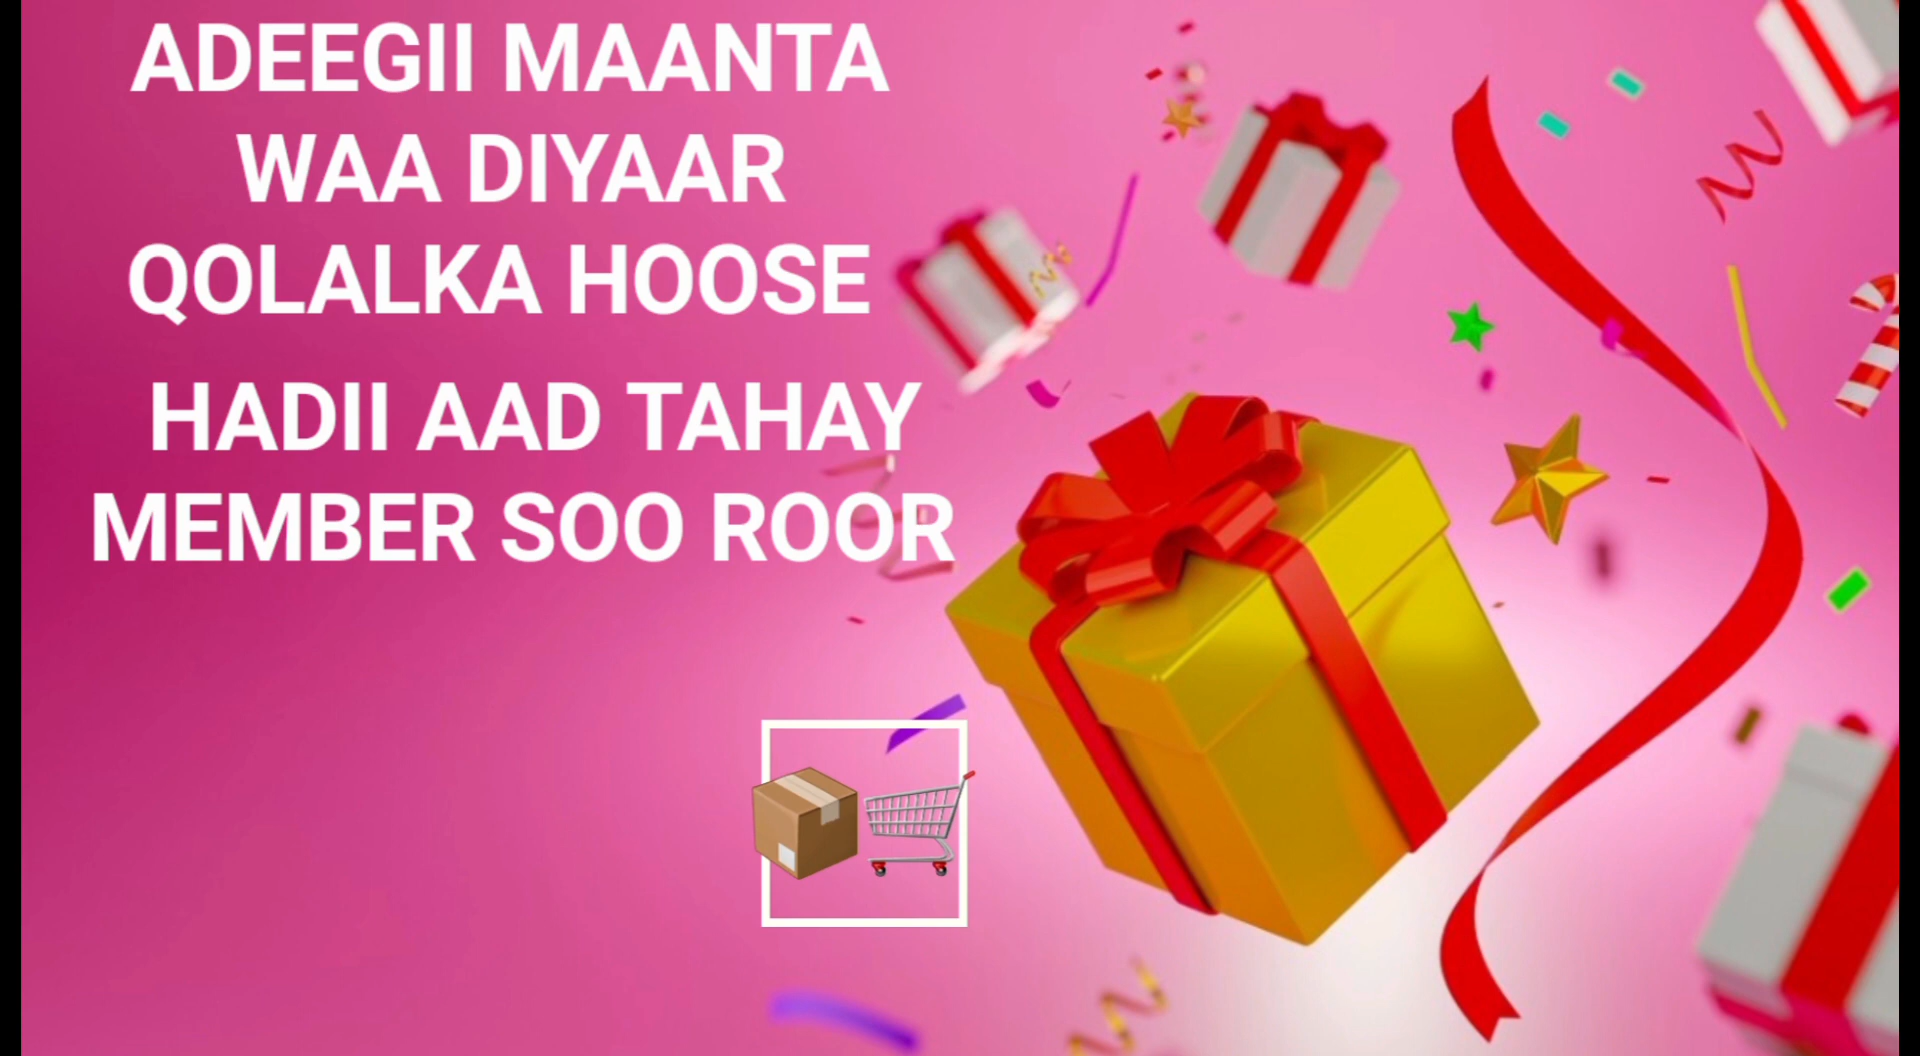 ADEEGII MAANTA
WAA DIYAAR
QOLALKA HOOSE
HADII AAD TAHAY
MEMBER SOO ROOR